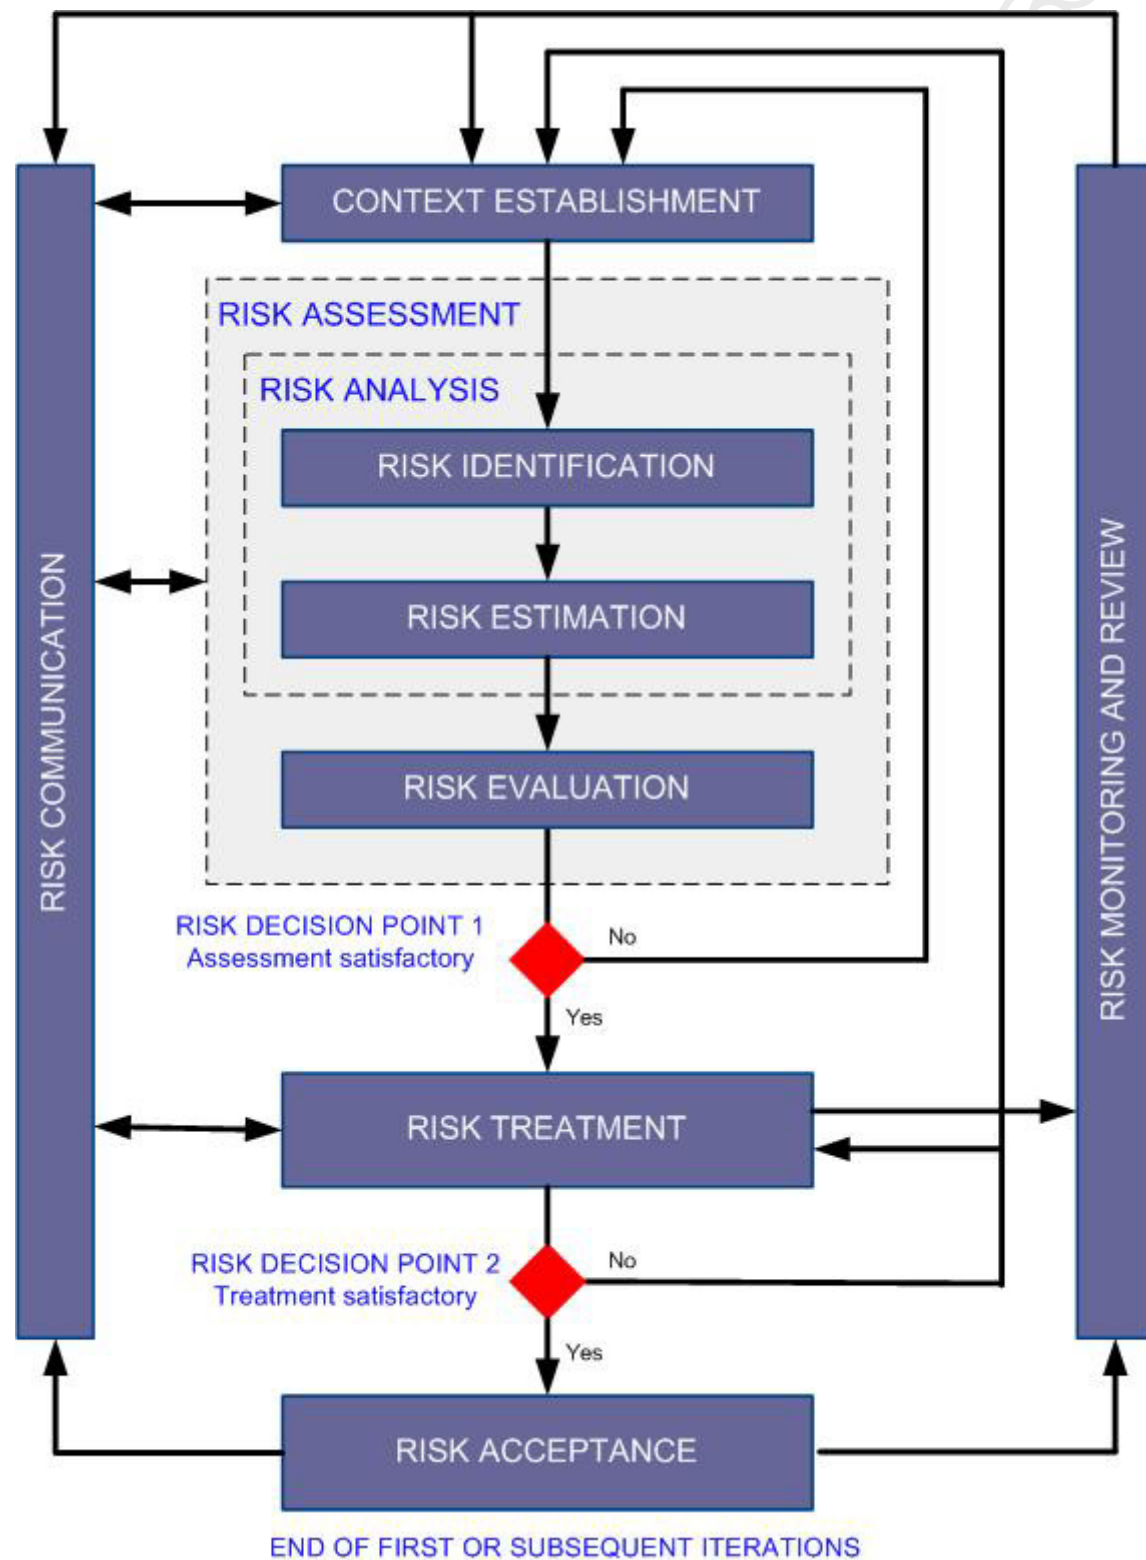 CONTEXT ESTABLISHMENT
RISK ASSESSMENT
RISK ANALYSIS
RISK IDENTIFICATION
RISK ESTIMATION
RISK EVALUATION
RISK COMMUNICATION
RISK MONITORING AND REVIEW
RISK DECISION POINT 1
Assessment satisfactory
No
Yes
RISK TREATMENT
RISK DECISION POINT 2
Treatment satisfactory
No
Yes
RISK ACCEPTANCE
END OF FIRST OR SUBSEQUENT ITERATIONS